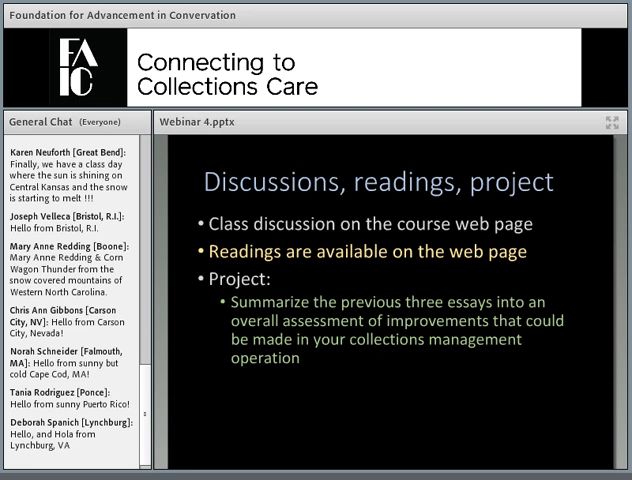 Foundation for Advancement in Convervation
FA
IC
Connecting to
Collections Care
General Chat (Everyone)
Karen Neuforth [Great Bend]:
Finally, we have a class day
where the sun is shining on
Central Kansas and the snow
is starting to melt !!!
Joseph Velleca [Bristol, R.I.]:
Hello from Bristol, R.I.
Mary Anne Redding [Boone]:
Mary Anne Redding & Corn
Wagon Thunder from the
snow covered mountains of
Western North Carolina.
Chris Ann Gibbons [Carson
City, NV]: Hello from Carson
City, Nevada!
Norah Schneider [Falmouth,
MA]: Hello from sunny but
cold Cape Cod, MA!
Tania Rodriguez [Ponce]:
Hello from sunny Puerto Rico!
Deborah Spanich [Lynchburg]:
Hello, and Hola from
Lynchburg, VA
Webinar 4.pptx
Discussions, readings, project
• Class discussion on the course web page
• Readings are available on the web page
• Project:
• Summarize the previous three essays into an
overall assessment of improvements that could
be made in your collections management
operation